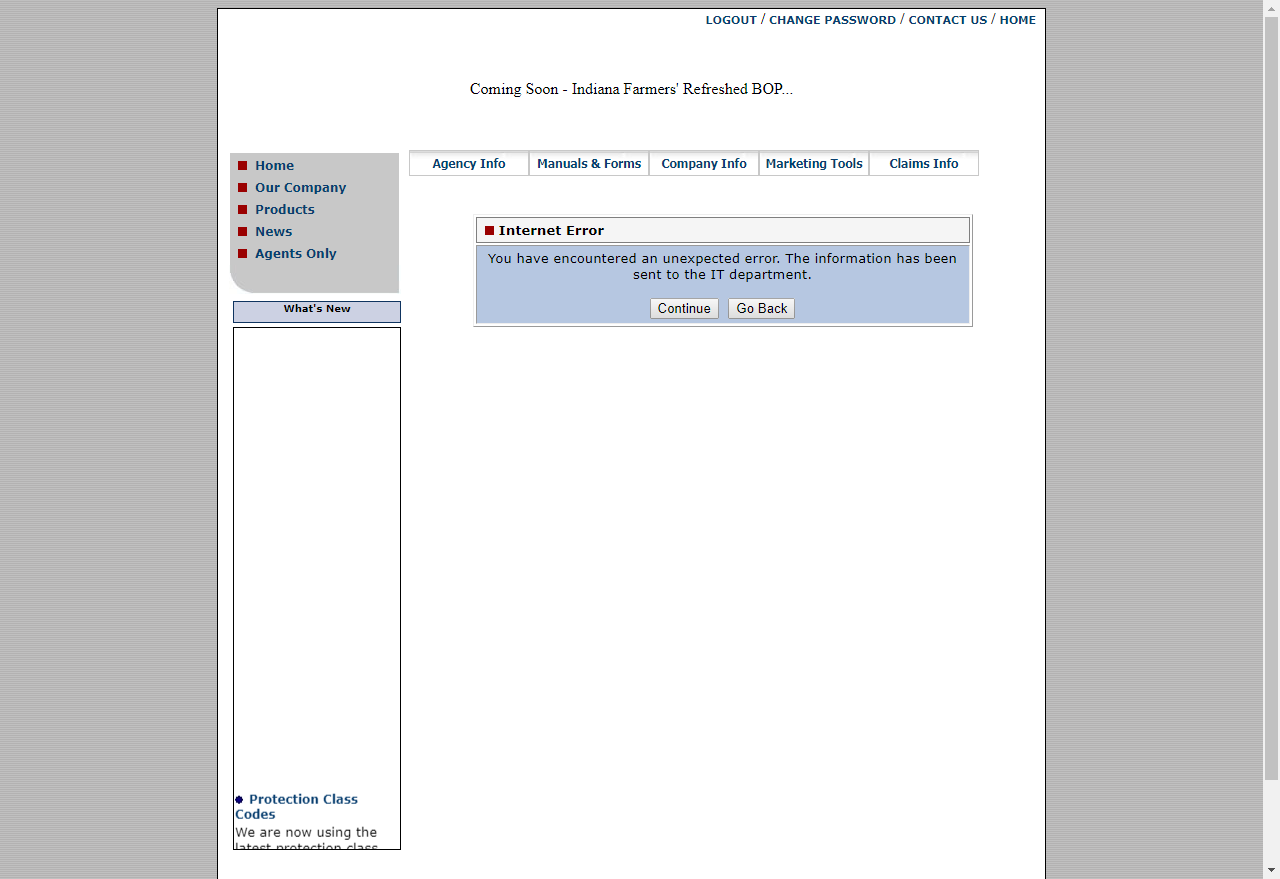 LOGOUT / CHANGE PASSWORD / CONTACT US / HOME
Coming Soon - Indiana Farmers' Refreshed BOP...
Home
Our Company
Products
News
Agents Only
What's New
Protection Class
Codes
We are now using the
latest protection class
Agency Info
Manuals & Forms
Company Info
Marketing Tools
Claims Info
Internet Error
You have encountered an unexpected error. The information has been
sent to the IT department.
Continue
Go Back